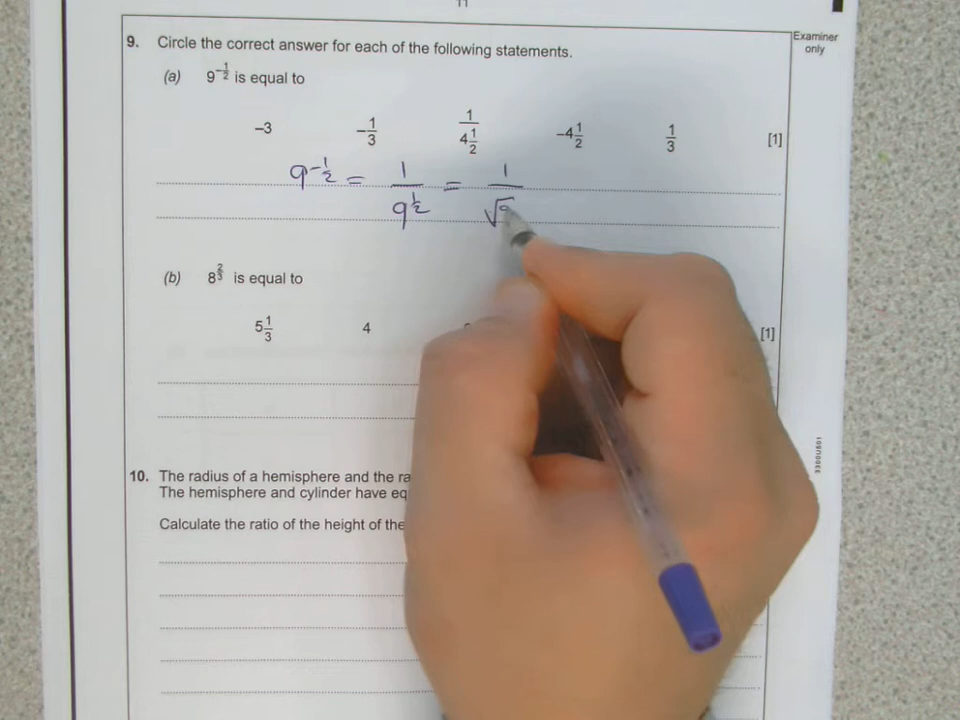 11
Examiner only
9. Circle the correct answer for each of the following statements.
(a) 9^{-1/2} is equal to
-3 -1/3 1/(4 1/2) -4 1/2 1/3 [1]
9^{-1/2} = 1/9^{1/2} = 1/√9
(b) 8^{2/3} is equal to
5 1/3 4 [1]
10. The radius of a hemisphere and the
The hemisphere and cylinder have
Calculate the ratio of the height of the
3300U501